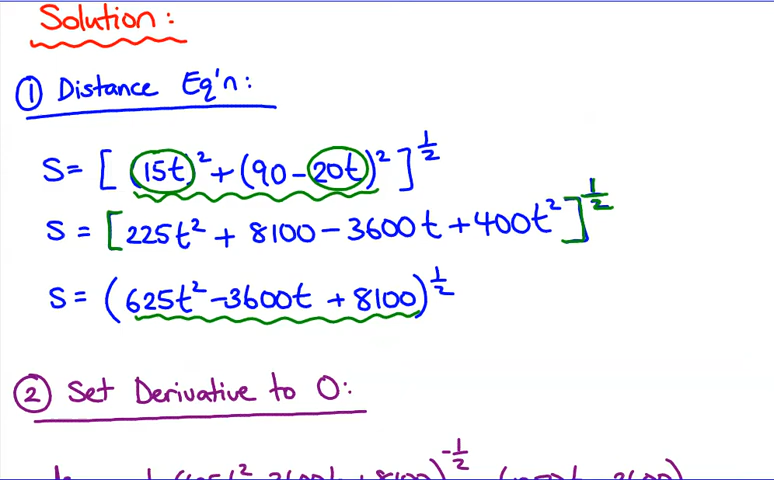 Solution:
① Distance Eq'n:
S = [(15t)² + (90 - 20t)²]^½
S = [225t² + 8100 - 3600t + 400t²]^½
S = (625t² - 3600t + 8100)^½
② Set Derivative to 0: